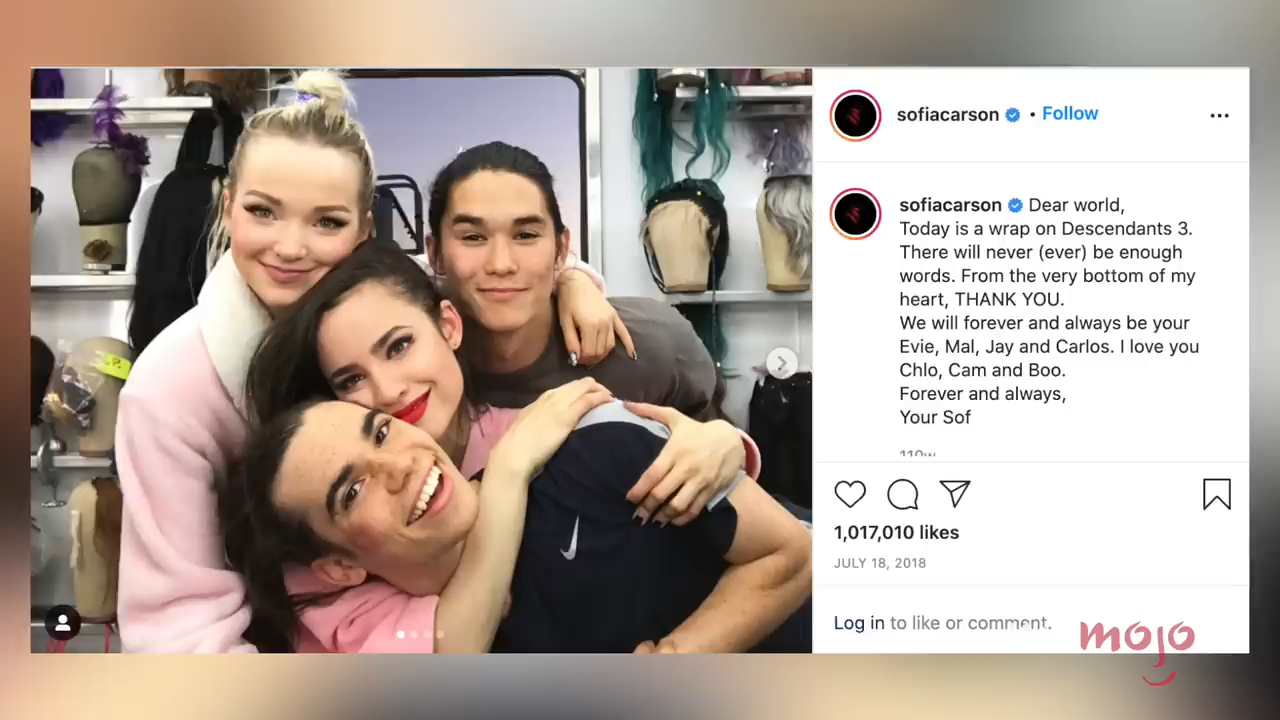 sofiacarson • Follow
sofiacarson Dear world,
Today is a wrap on Descendants 3.
There will never (ever) be enough
words. From the very bottom of my
heart, THANK YOU.
We will forever and always be your
Evie, Mal, Jay and Carlos. I love you
Chlo, Cam and Boo.
Forever and always,
Your Sof
110w
1,017,010 likes
JULY 18, 2018
Log in to like or comment.
mojo